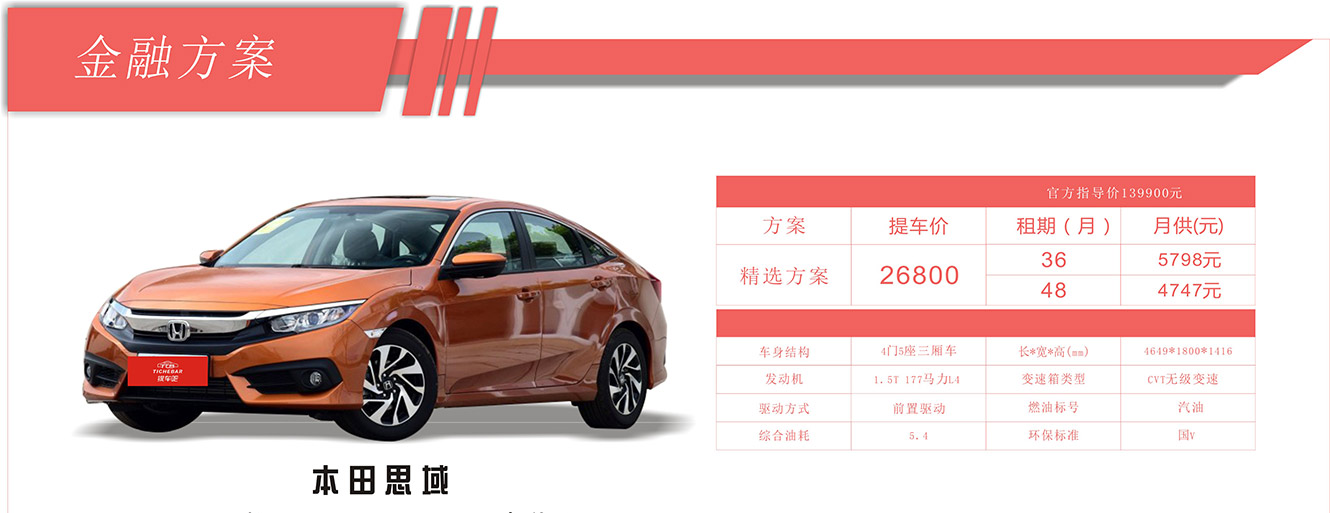 金融方案
官方指导价139900元
方案 提车价 租期（月） 月供(元)
精选方案 26800 36 5798元
48 4747元
车身结构 4门5座三厢车 长*宽*高(mm) 4649*1800*1416
发动机 1.5T 177马力L4 变速箱类型 CVT无级变速
驱动方式 前置驱动 燃油标号 汽油
综合油耗 5.4 环保标准 国V
TICHEBAR
提车吧
本田思域